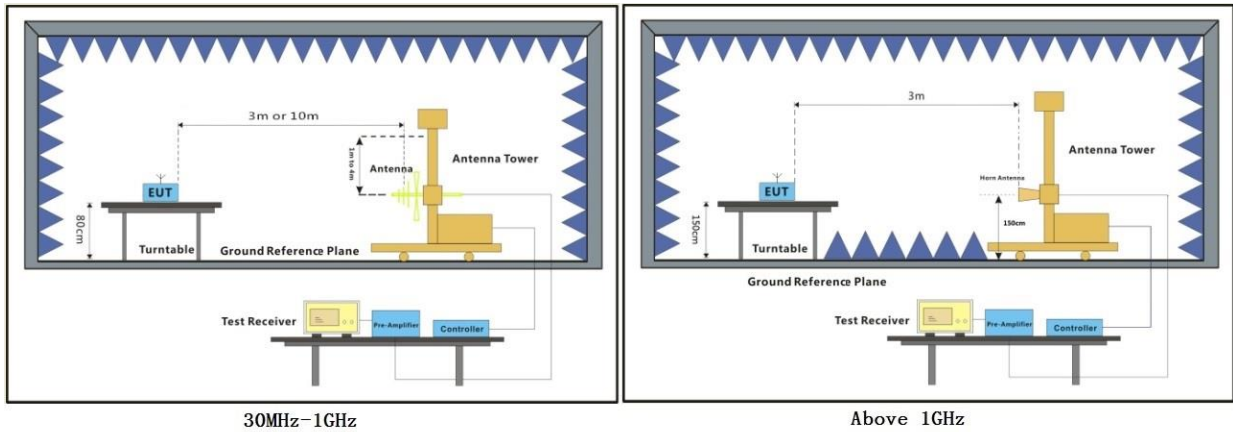 3m or 10m
1m to 4m
Antenna
Antenna Tower
EUT
80cm
Turntable
Ground Reference Plane
Test Receiver
Pre-Amplifier
Controller
30MHz-1GHz
3m
Antenna Tower
Horn Antenna
EUT
150cm
150cm
Turntable
Ground Reference Plane
Test Receiver
Pre-Amplifier
Controller
Above 1GHz